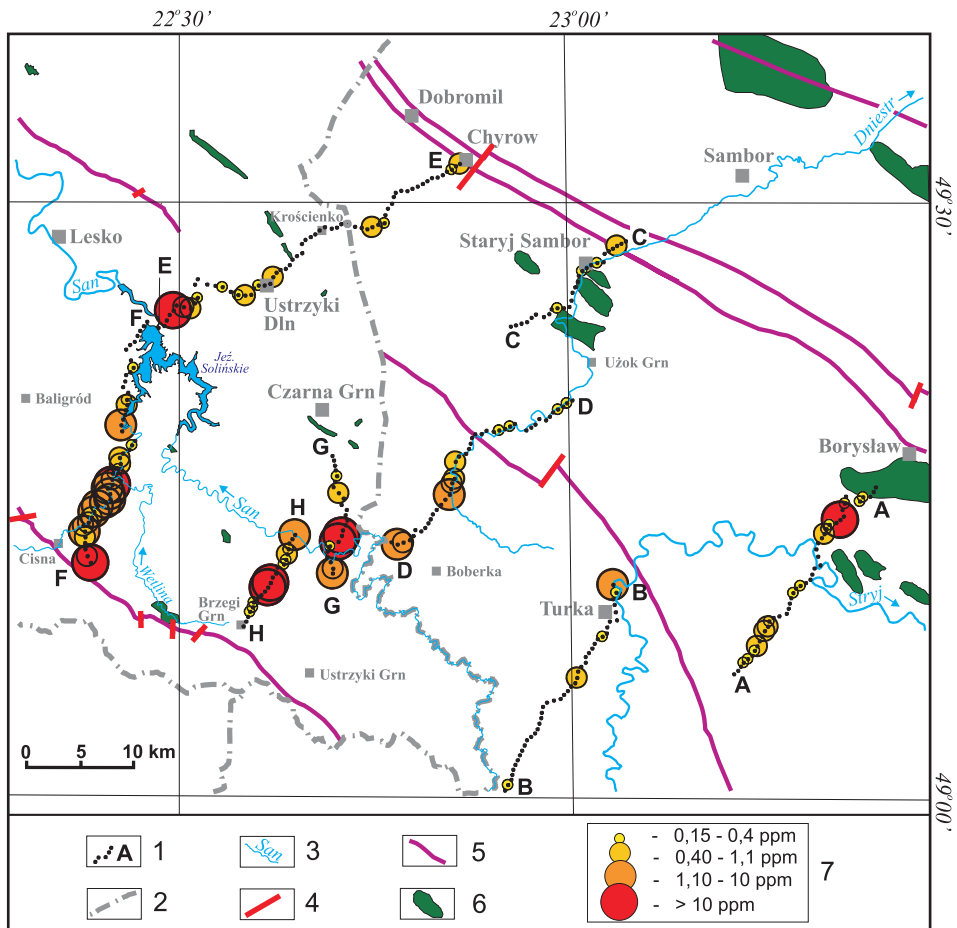 22°30' 23°00'
Dobromil
Dniestr
Chyrow
E
Sambor
49°30'
Krościenko
Lesko
C
Staryj Sambor
San
E
Ustrzyki
Dln
F
C
Jeź.
Solińskie
Użok Grn
Baligród
Czarna Grn
D
G
Borysław
A
San
H
Cisna
D
F
Wetlina
G
Boberka
B
Stryj
Brzegi
Grn
H
Turka
Ustrzyki Grn
A
0 5 10 km
B
49°00'
A 1
San 3
5
0,15 - 0,4 ppm
0,40 - 1,1 ppm
1,10 - 10 ppm
> 10 ppm
7
2
4
6